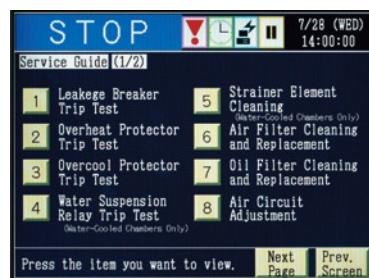 STOP
7/28 (WED)
14:00:00
Service Guide (1/2)
1 Leakege Breaker
Trip Test
2 Overheat Protector
Trip Test
3 Overcool Protector
Trip Test
4 Water Suspension
Relay Trip Test
(Water-Cooled Chambers Only)
5 Strainer Element
Cleaning
(Water-Cooled Chambers Only)
6 Air Filter Cleaning
and Replacement
7 Oil Filter Cleaning
and Replacement
8 Air Circuit
Adjustment
Press the item you want to view.
Next
Page
Prev.
Screen